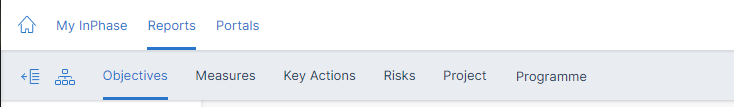 My InPhase Reports Portals
Objectives Measures Key Actions Risks Project Programme